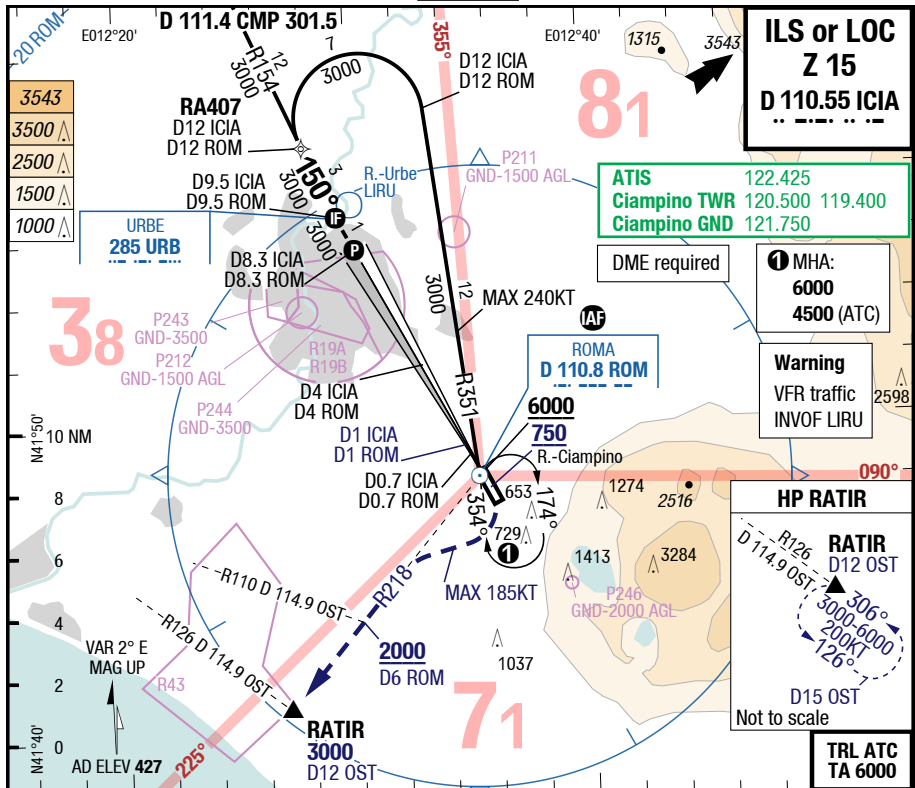 20 ROM
E012°20'
D 111.4 CMP 301.5
R154
12
3000
7
3000
355°
E012°40'
1315
3543
ILS or LOC
Z 15
D 110.55 ICIA
D12 ICIA
D12 ROM
3543
3500
2500
1500
1000
RA407
D12 ICIA
D12 ROM
81
150°
3000
3
R.-Urbe
LIRU
P211
GND-1500 AGL
ATIS 122.425
Ciampino TWR 120.500 119.400
Ciampino GND 121.750
D9.5 ICIA
D9.5 ROM
IF
1
3000
P
URBE
285 URB
D8.3 ICIA
D8.3 ROM
DME required
1 MHA:
6000
4500 (ATC)
3000
12
MAX 240KT
IAF
ROMA
D 110.8 ROM
38
P243
GND-3500
P212
GND-1500 AGL
P244
GND-3500
R19A
R19B
D4 ICIA
D4 ROM
R351
Warning
VFR traffic
INVOF LIRU
2598
D1 ICIA
D1 ROM
6000
750
R.-Ciampino
N41°50'
10 NM
D0.7 ICIA
D0.7 ROM
090°
8
354°
653
174°
729
1
1274
2516
1413
3284
HP RATIR
R126
D 114.9 OST
RATIR
D12 OST
306°
3000-6000
200KT
126°
D15 OST
Not to scale
6
R110 D 114.9 OST
R218
MAX 185KT
P246
GND-2000 AGL
R126 D 114.9 OST
4
VAR 2° E
MAG UP
2000
D6 ROM
1037
2
R43
71
RATIR
3000
D12 OST
N41°40'
0
AD ELEV 427
225°
TRL ATC
TA 6000